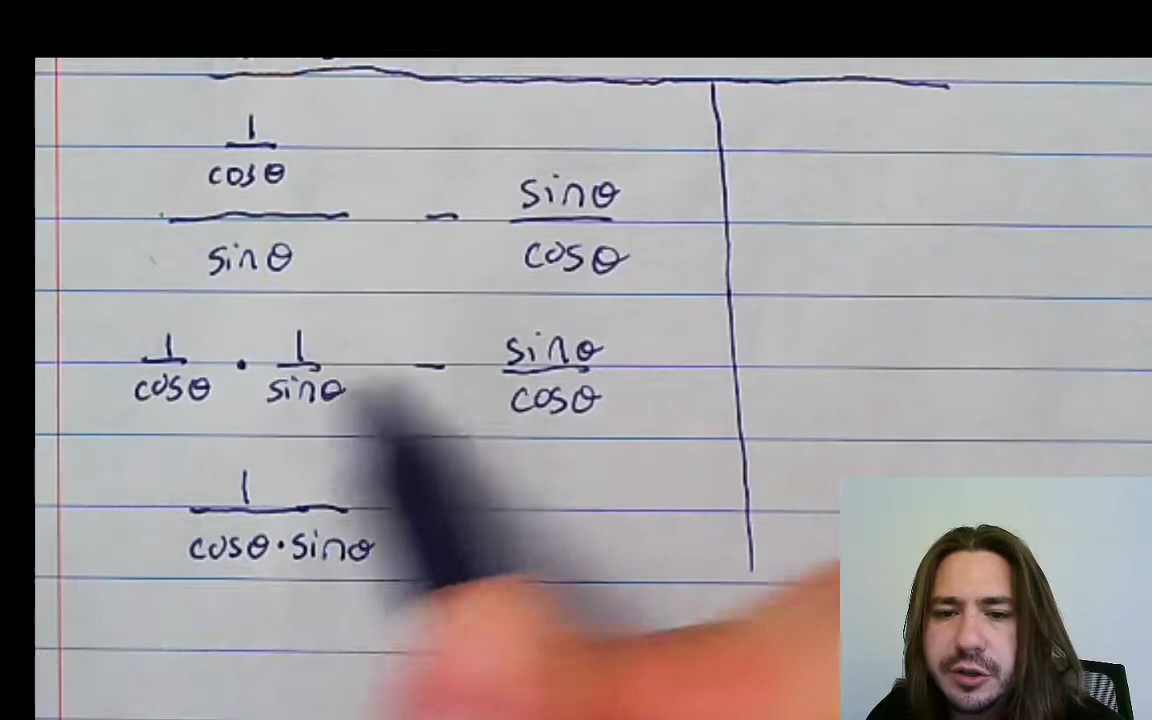 1/cosθ / sinθ - sinθ/cosθ
1/cosθ · 1/sinθ - sinθ/cosθ
1/cosθ·sinθ